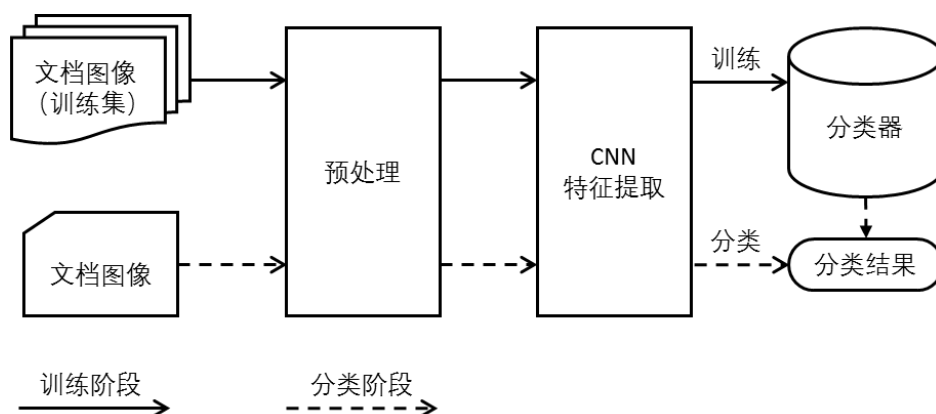 文档图像
（训练集）
预处理
CNN
特征提取
训练
分类器
文档图像
分类
分类结果
训练阶段
分类阶段